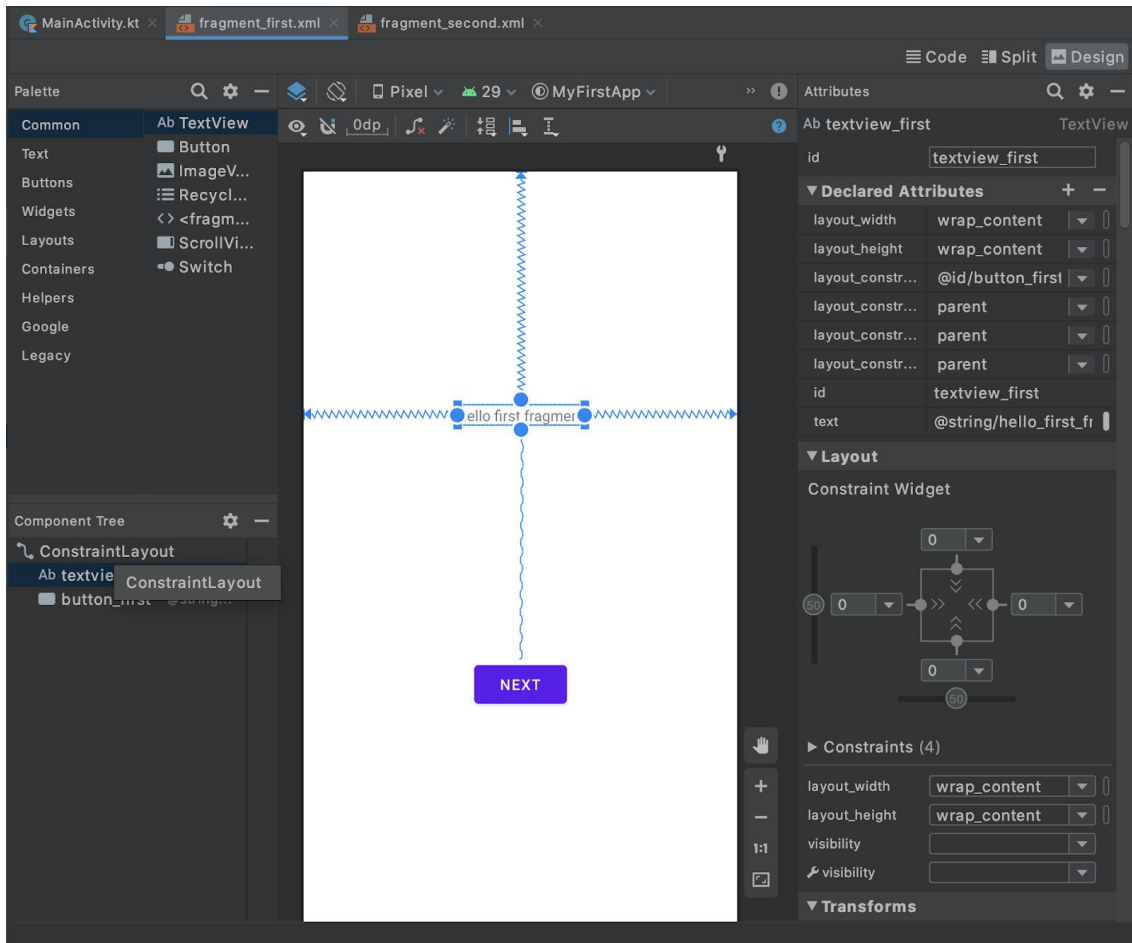 MainActivity.kt
fragment_first.xml
fragment_second.xml
Code
Split
Design
Palette
Pixel
29
MyFirstApp
Attributes
Common
Text
Buttons
Widgets
Layouts
Containers
Helpers
Google
Legacy
Ab TextView
Button
ImageV...
Recycl...
<fragm...
ScrollVi...
Switch
0dp
Ab textview_first
TextView
id
textview_first
Declared Attributes
layout_width wrap_content
layout_height wrap_content
layout_constr... @id/button_first
layout_constr... parent
layout_constr... parent
layout_constr... parent
id textview_first
text @string/hello_first_fr
ello first fragmer
NEXT
1:1
Component Tree
ConstraintLayout
Ab textvie
ConstraintLayout
button_first @string...
Layout
Constraint Widget
0
50
0
0
0
50
Constraints (4)
layout_width wrap_content
layout_height wrap_content
visibility
visibility
Transforms